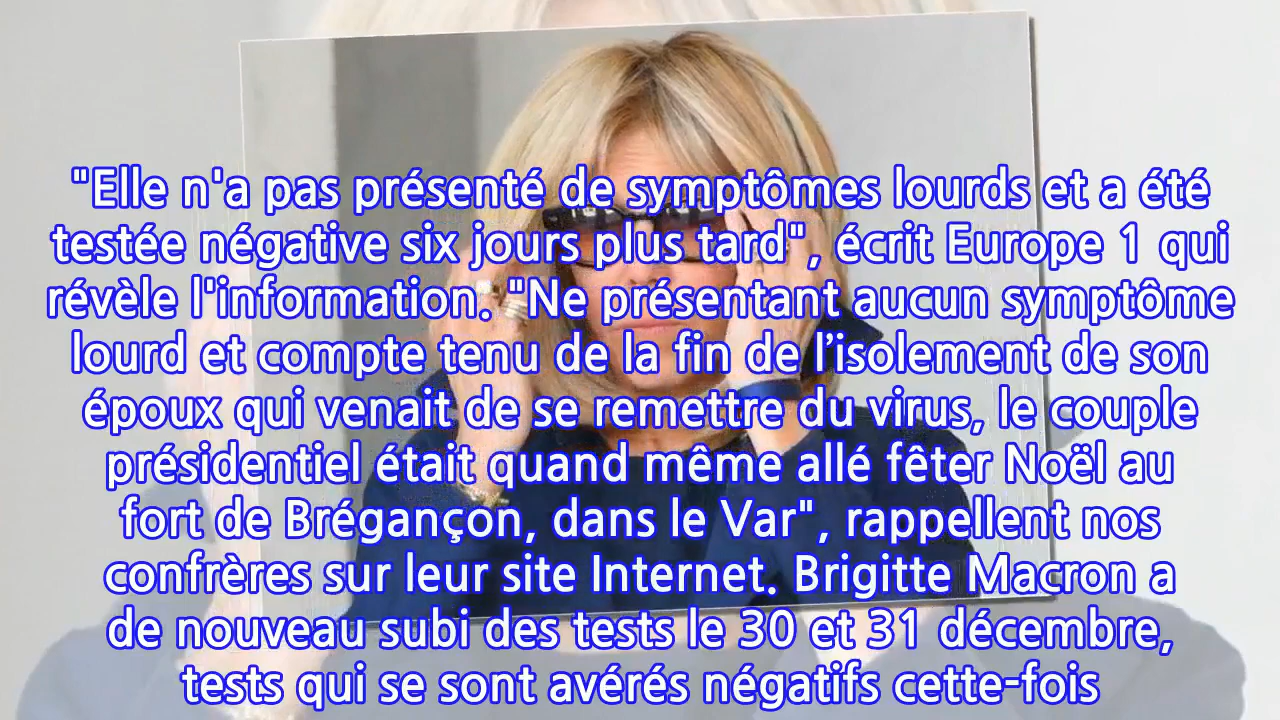 "Elle n'a pas présenté de symptômes lourds et a été
testée négative six jours plus tard", écrit Europe 1 qui
révèle l'information. "Ne présentant aucun symptôme
lourd et compte tenu de la fin de l’isolement de son
époux qui venait de se remettre du virus, le couple
présidentiel était quand même allé fêter Noël au
fort de Brégançon, dans le Var", rappellent nos
confrères sur leur site Internet. Brigitte Macron a
de nouveau subi des tests le 30 et 31 décembre,
tests qui se sont avérés négatifs cette-fois